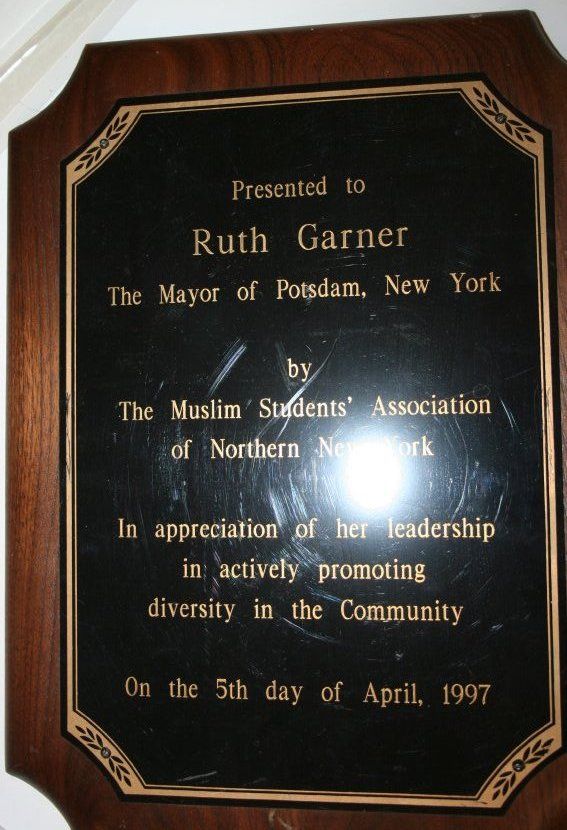 Presented to
Ruth Garner
The Mayor of Potsdam, New York
by
The Muslim Students' Association
of Northern New York
In appreciation of her leadership
in actively promoting
diversity in the Community
On the 5th day of April, 1997